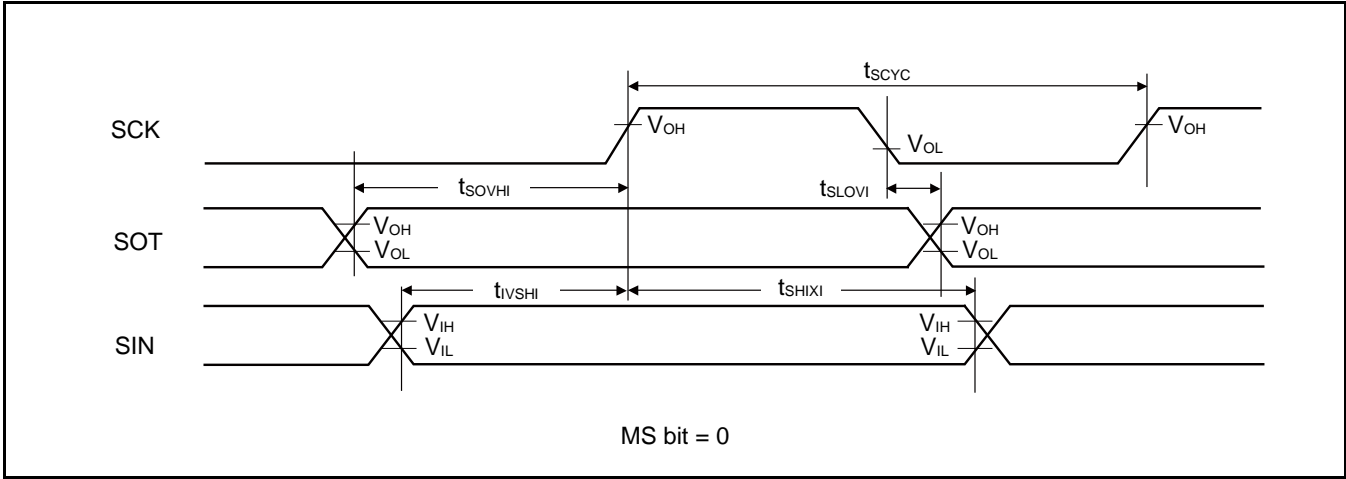 tSCYC
SCK
VOH
VOL
VOH
tSOVHI
tSLOVI
SOT
VOH
VOL
VOH
VOL
tIVSHI
tSHIXI
SIN
VIH
VIL
VIH
VIL
MS bit = 0